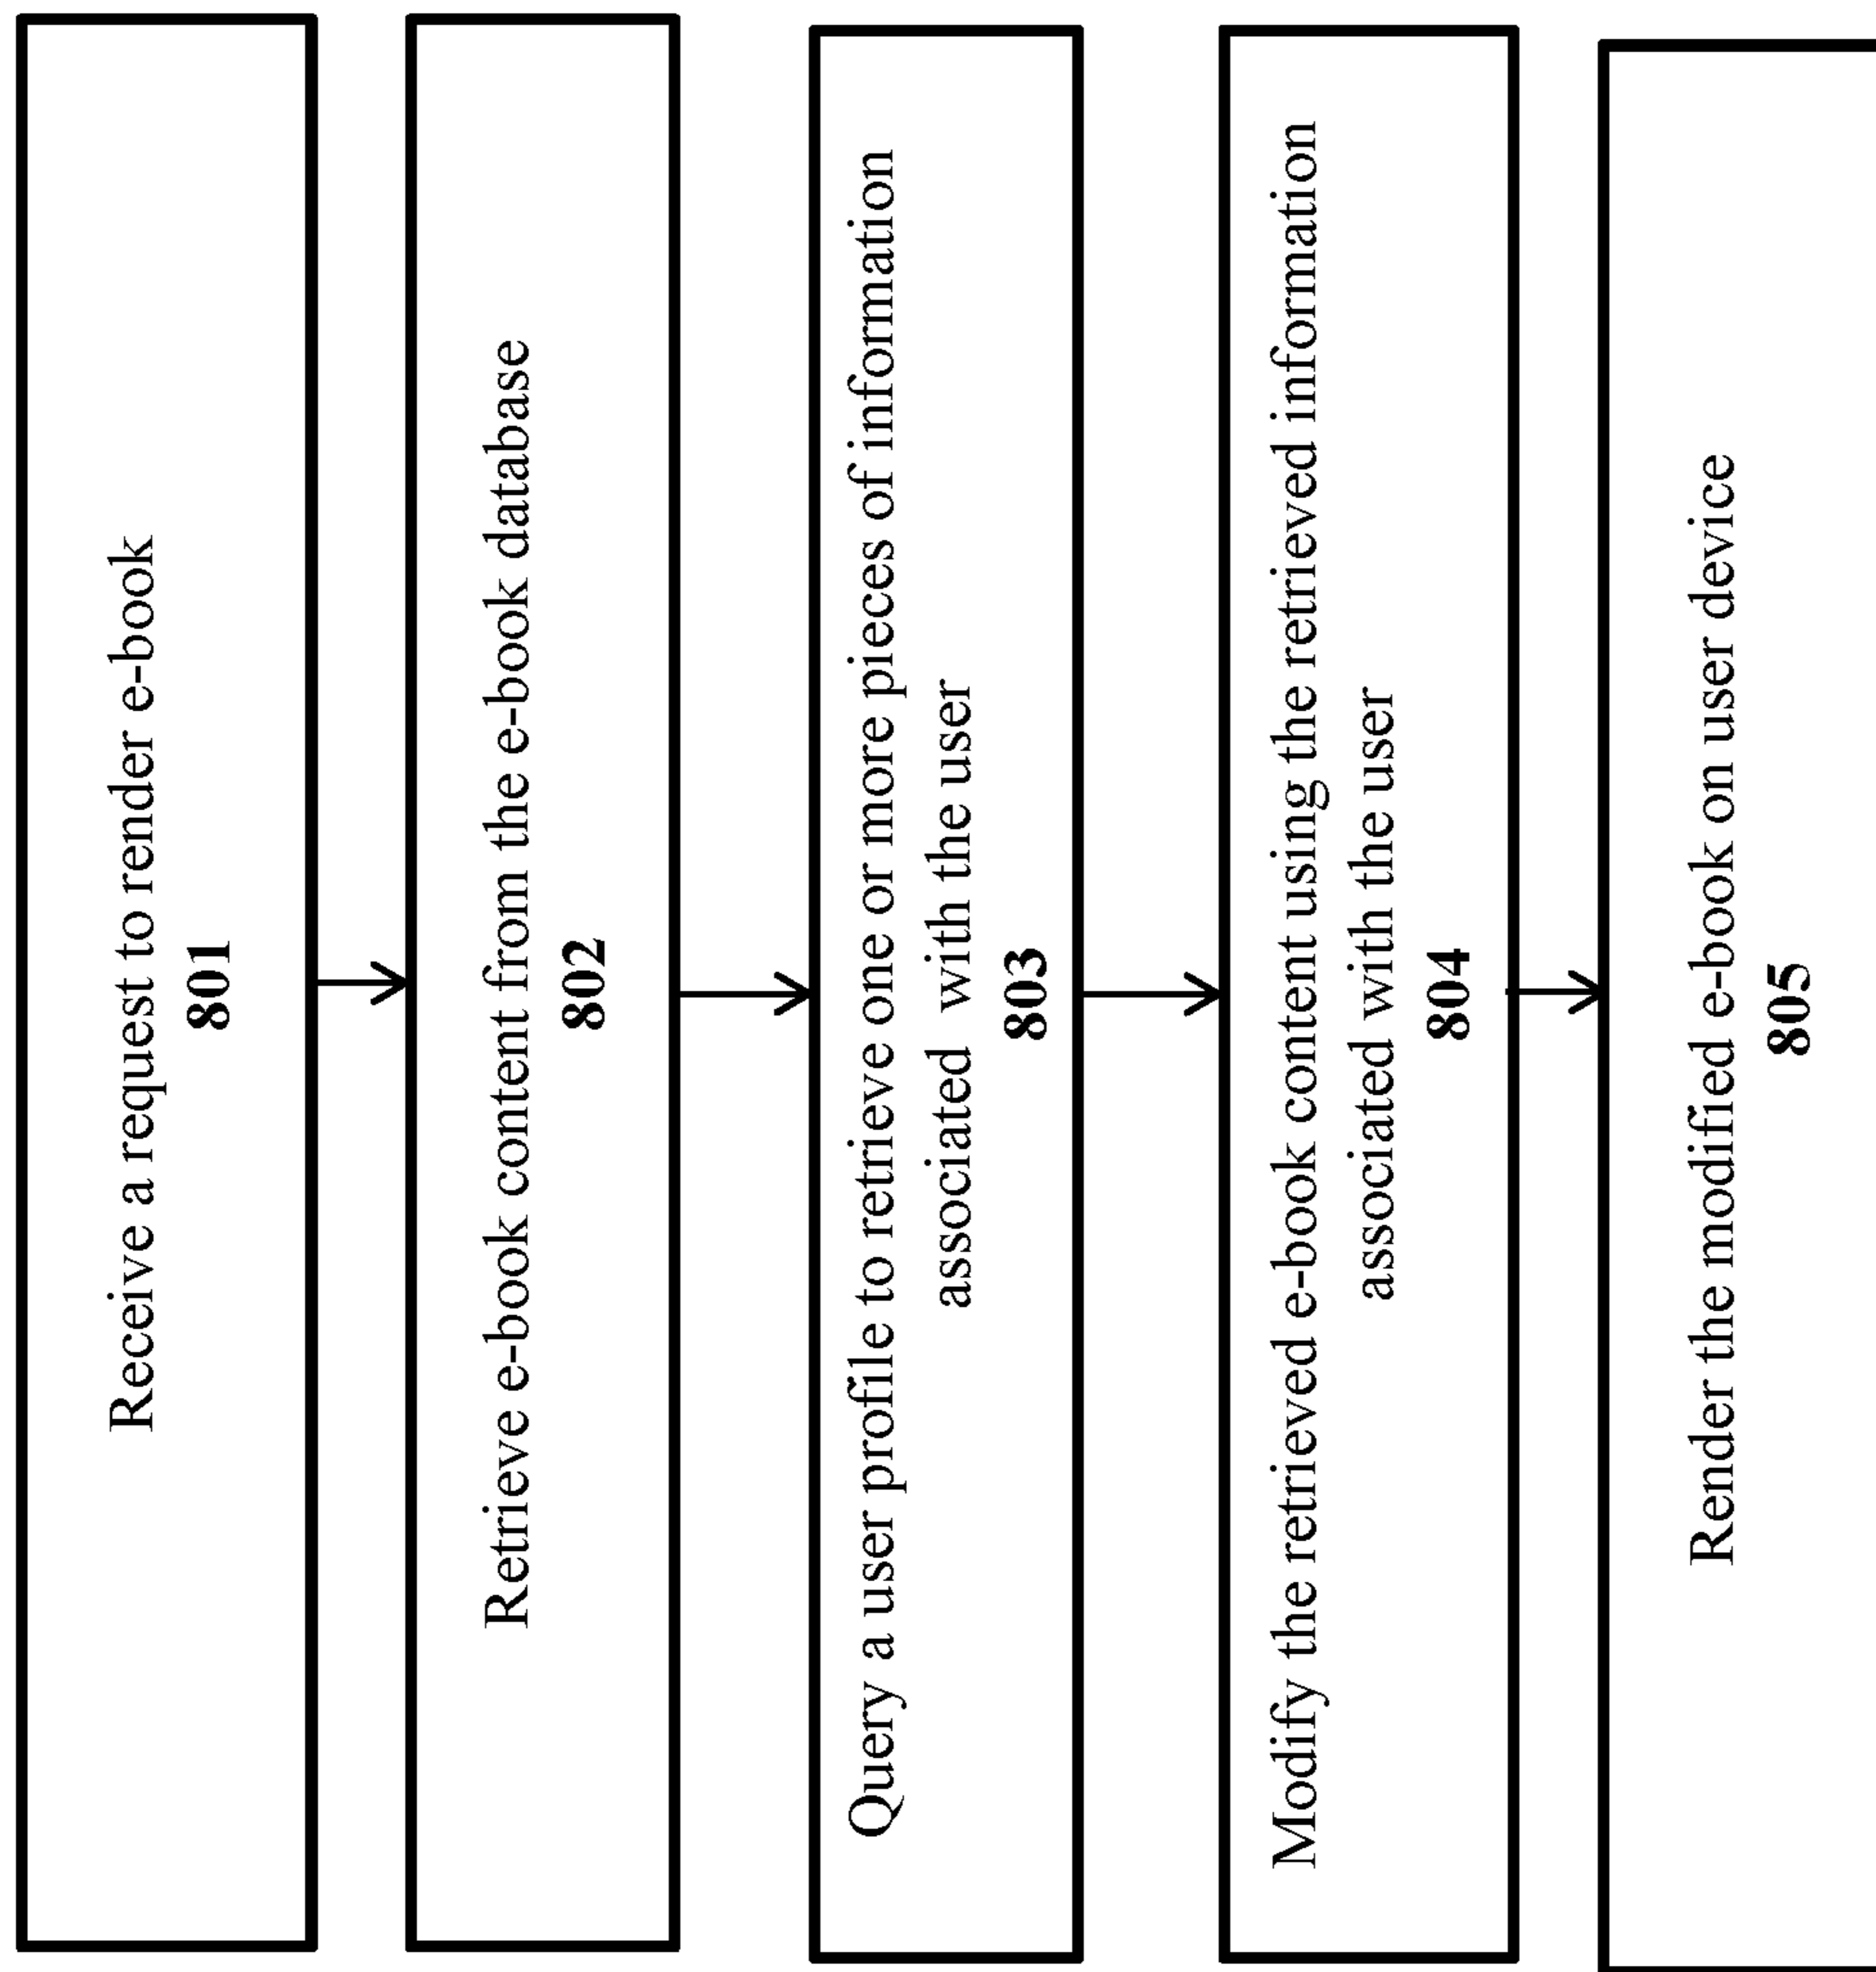 Receive a request to render e-book
801
Retrieve e-book content from the e-book database
802
Query a user profile to retrieve one or more pieces of information
associated with the user
803
Modify the retrieved e-book content using the retrieved information
associated with the user
804
Render the modified e-book on user device
805